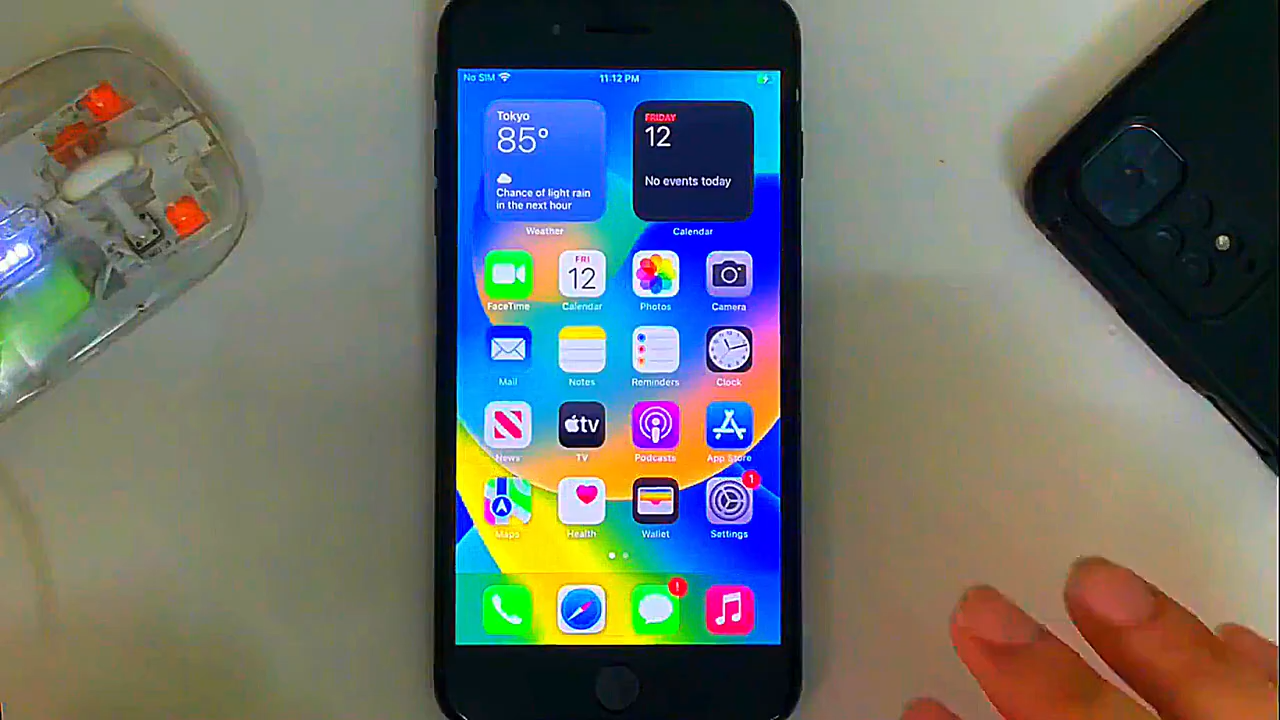 No SIM
11:12 PM
Tokyo
85°
Chance of light rain
in the next hour
Weather
FRIDAY
12
No events today
Calendar
FRI
12
FaceTime
Calendar
Photos
Camera
Mail
Notes
Reminders
Clock
tv
News
TV
Podcasts
App Store
1
Maps
Health
Wallet
Settings
1